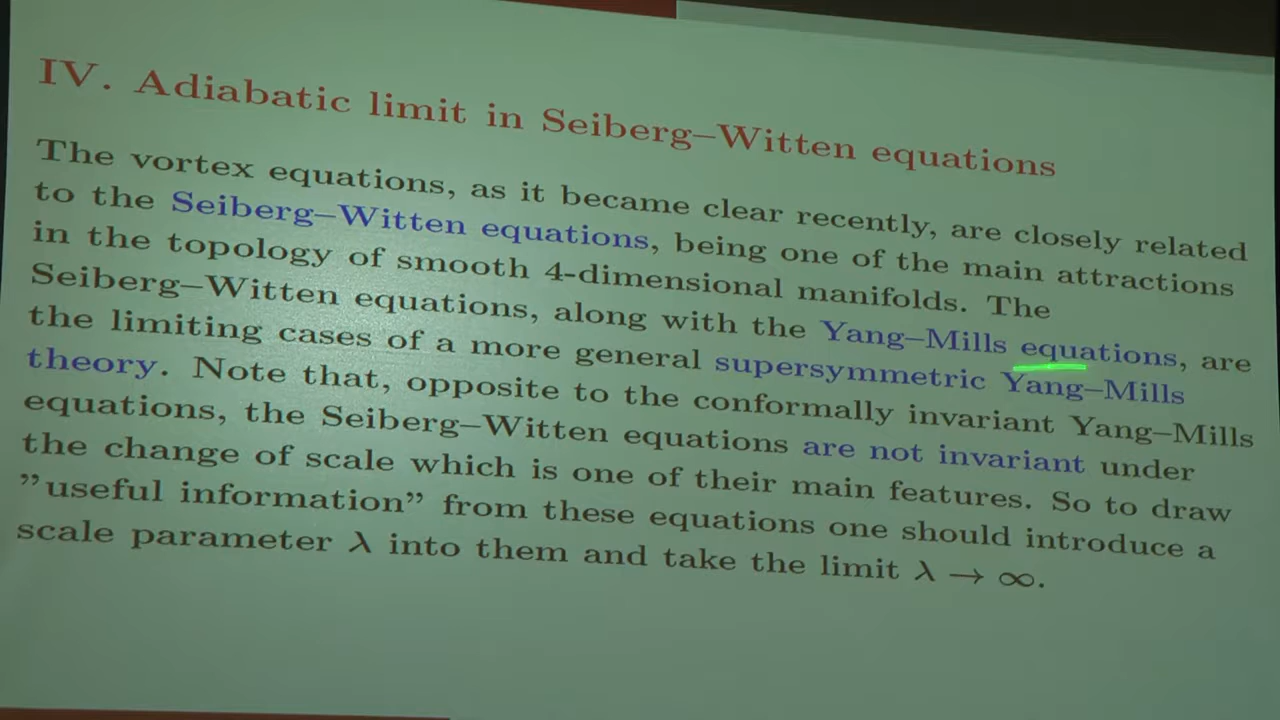 IV. Adiabatic limit in Seiberg–Witten equations
The vortex equations, as it became clear recently, are closely related
to the Seiberg–Witten equations, being one of the main attractions
in the topology of smooth 4-dimensional manifolds. The
Seiberg–Witten equations, along with the Yang–Mills equations, are
the limiting cases of a more general supersymmetric Yang–Mills
theory. Note that, opposite to the conformally invariant Yang–Mills
equations, the Seiberg–Witten equations are not invariant under
the change of scale which is one of their main features. So to draw
”useful information” from these equations one should introduce a
scale parameter λ into them and take the limit λ → ∞.